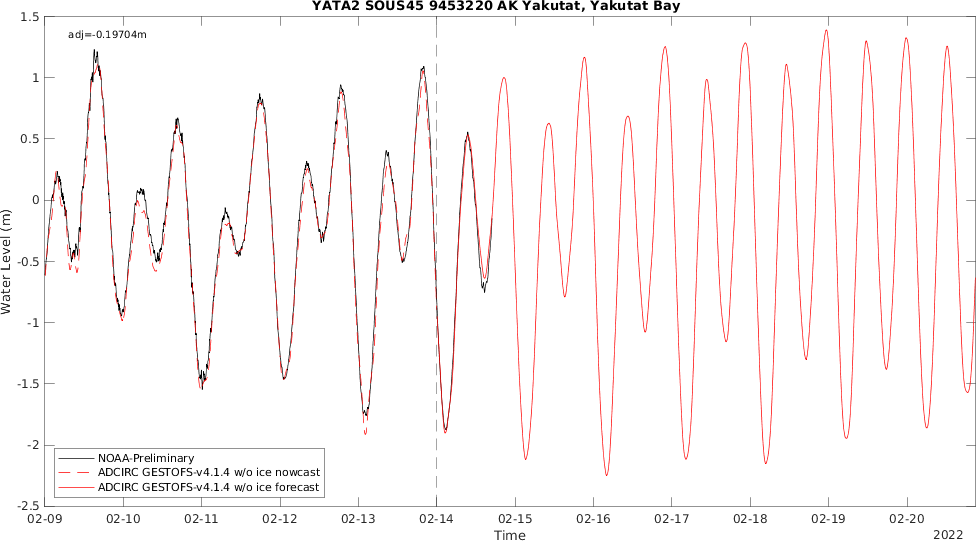 YATA2 SOUS45 9453220 AK Yakutat, Yakutat Bay
adj=-0.19704m
1.5
1
0.5
0
-0.5
-1
-1.5
-2
-2.5
Water Level (m)
NOAA-Preliminary
ADCIRC GESTOFS-v4.1.4 w/o ice nowcast
ADCIRC GESTOFS-v4.1.4 w/o ice forecast
02-09 02-10 02-11 02-12 02-13 02-14 02-15 02-16 02-17 02-18 02-19 02-20
Time
2022